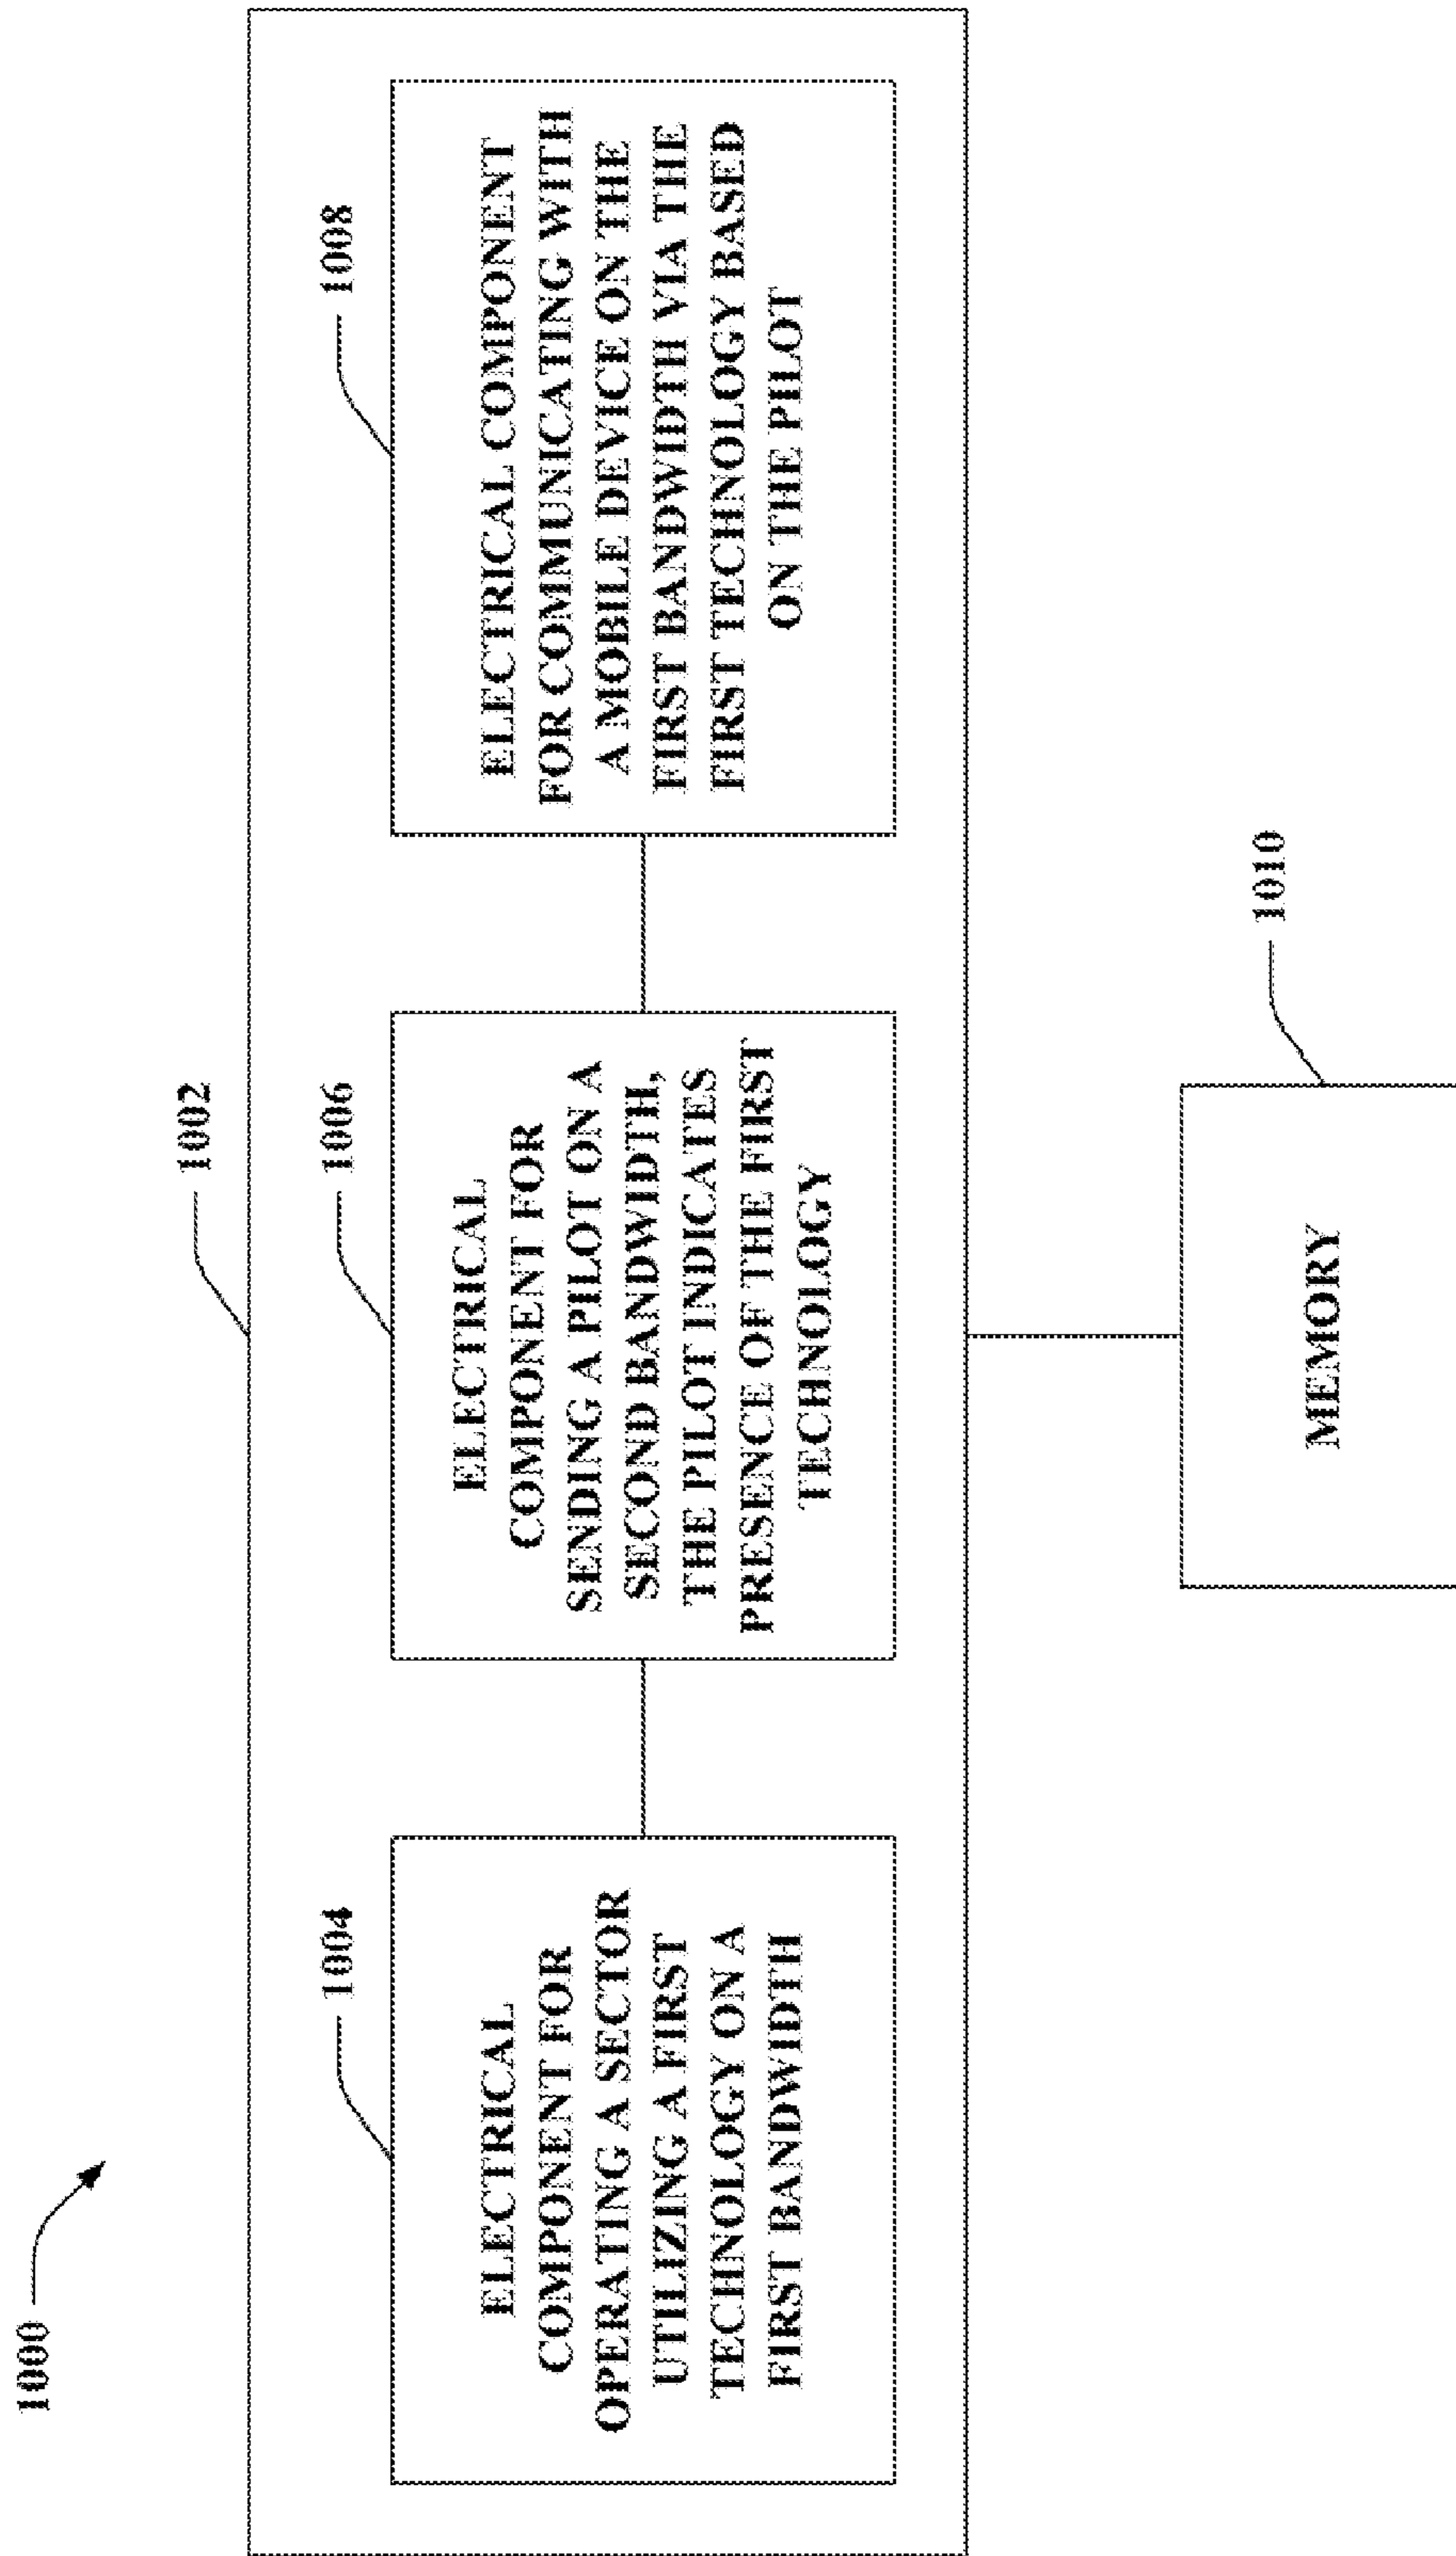 1000
1002
1004
ELECTRICAL
COMPONENT FOR
OPERATING A SECTOR
UTILIZING A FIRST
TECHNOLOGY ON A
FIRST BANDWIDTH
1006
ELECTRICAL
COMPONENT FOR
SENDING A PILOT ON A
SECOND BANDWIDTH,
THE PILOT INDICATES
PRESENCE OF THE FIRST
TECHNOLOGY
1008
ELECTRICAL COMPONENT
FOR COMMUNICATING WITH
A MOBILE DEVICE ON THE
FIRST BANDWIDTH VIA THE
FIRST TECHNOLOGY BASED
ON THE PILOT
1010
MEMORY